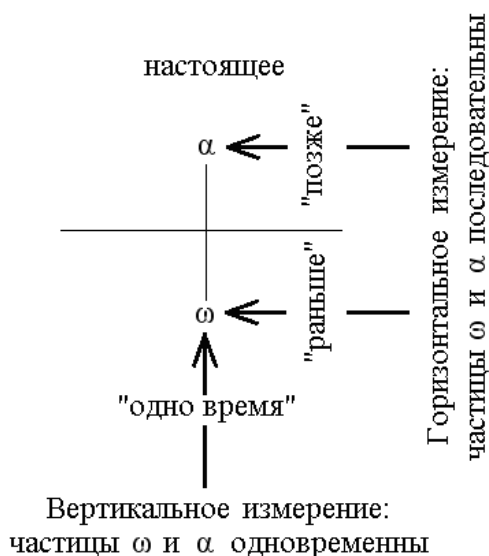 настоящее
α
"позже"
ω
"раньше"
"одно время"
Вертикальное измерение:
частицы ω и α одновременны
Горизонтальное измерение:
частицы ω и α последовательны